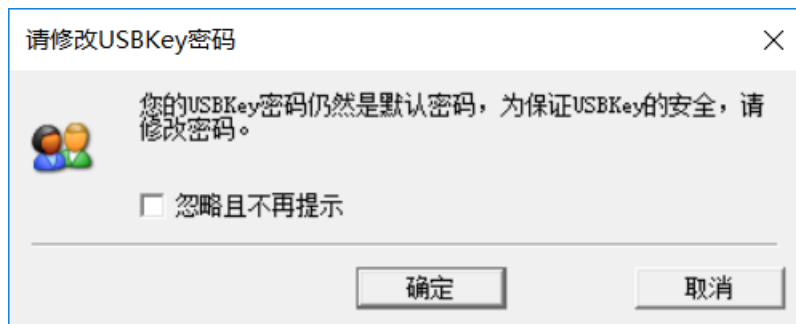 请修改USBKey密码
您的USBKey密码仍然是默认密码，为保证USBKey的安全，请
修改密码。
忽略且不再提示
确定
取消